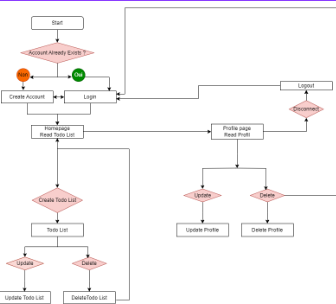 Start
Account Already Exists ?
Non
Oui
Create Account
Login
Logout
Disconnect
Homepage
Read Todo List
Profile page
Read Profil
Create Todo List
Update
Delete
Todo List
Update Profile
Delete Profile
Update
Delete
Update Todo List
DeleteTodo List